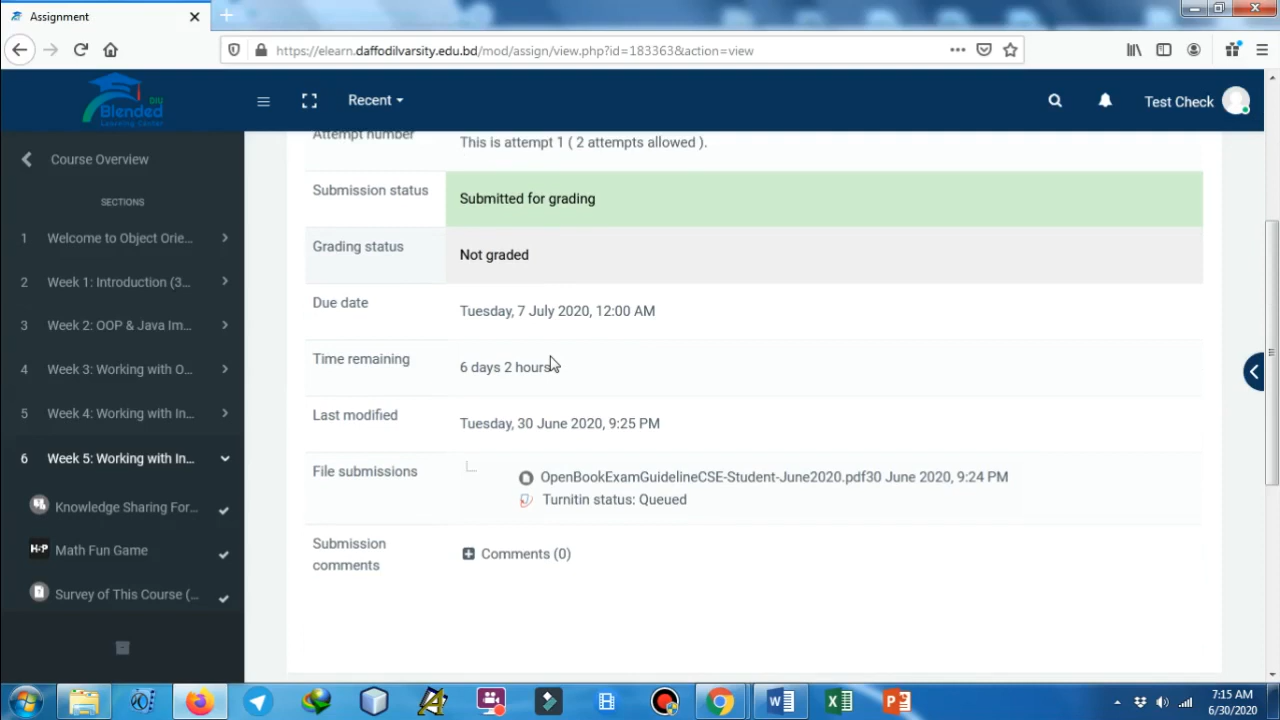 Assignment
https://elearn.daffodilvarsity.edu.bd/mod/assign/view.php?id=183363&action=view
DIU
Blended
Learning Center
Recent
Test Check
Course Overview
SECTIONS
1 Welcome to Object Orie...
2 Week 1: Introduction (3...
3 Week 2: OOP & Java Im...
4 Week 3: Working with O...
5 Week 4: Working with In...
6 Week 5: Working with In...
Knowledge Sharing For...
H-P Math Fun Game
Survey of This Course (...
Attempt number This is attempt 1 ( 2 attempts allowed ).
Submission status Submitted for grading
Grading status Not graded
Due date Tuesday, 7 July 2020, 12:00 AM
Time remaining 6 days 2 hours
Last modified Tuesday, 30 June 2020, 9:25 PM
File submissions OpenBookExamGuidelineCSE-Student-June2020.pdf30 June 2020, 9:24 PM
Turnitin status: Queued
Submission
comments
Comments (0)
7:15 AM
6/30/2020